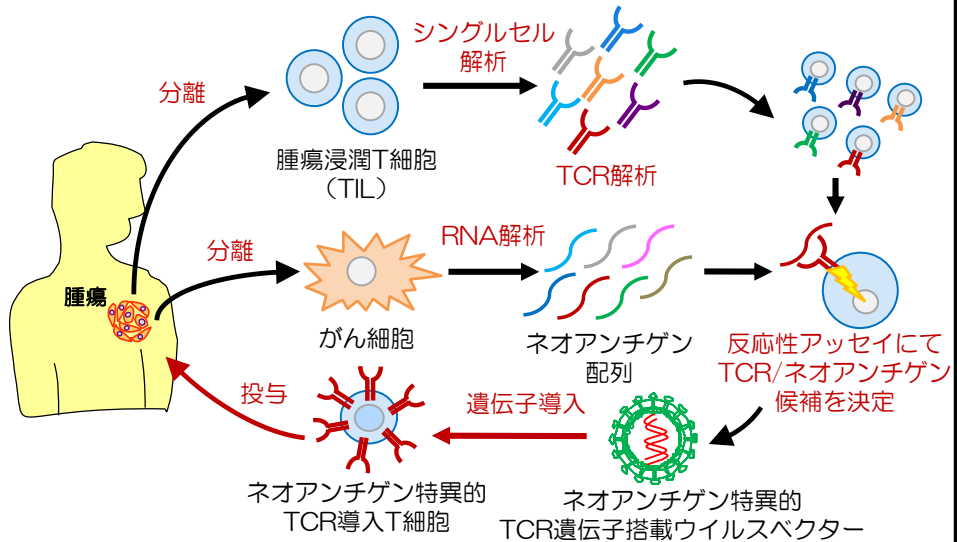 シングルセル
解析
分離
腫瘍浸潤T細胞
（TIL）
TCR解析
分離
RNA解析
腫瘍
がん細胞
ネオアンチゲン
配列
反応性アッセイにて
TCR/ネオアンチゲン
候補を決定
投与
遺伝子導入
ネオアンチゲン特異的
TCR導入T細胞
ネオアンチゲン特異的
TCR遺伝子搭載ウイルスベクター